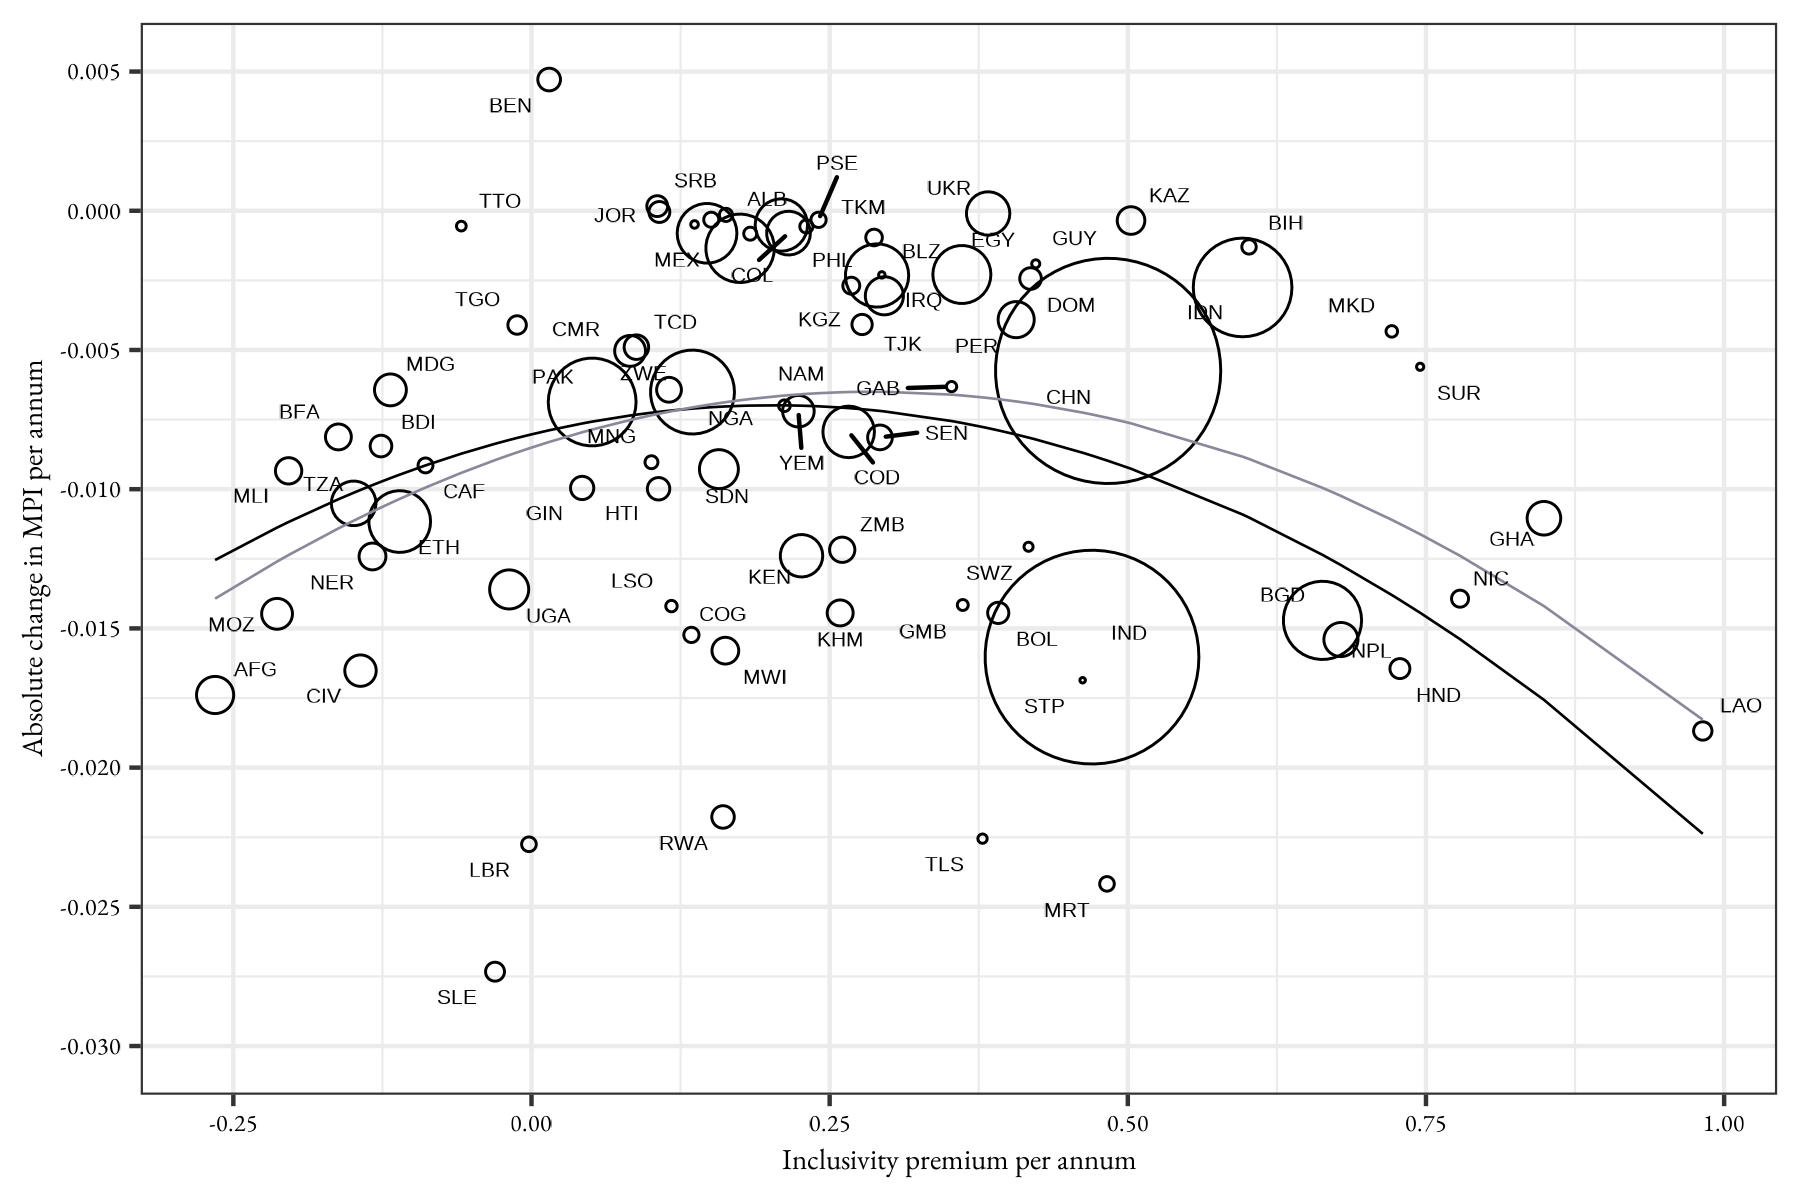 0.005
0.000
-0.005
-0.010
-0.015
-0.020
-0.025
-0.030
Absolute change in MPI per annum
BEN
PSE
SRB
UKR
KAZ
TTO
ALB
TKM
JOR
BIH
EGY
GUY
BLZ
MEX
PHL
COL
TGO
IRQ
DOM
MKD
IDN
CMR
TCD
KGZ
TJK
PER
MDG
PAK
ZWE
NAM
GAB
SUR
CHN
BFA
BDI
NGA
MNG
SEN
YEM
COD
TZA
CAF
MLI
SDN
GIN
HTI
ZMB
GHA
ETH
NER
LSO
KEN
SWZ
NIC
BGD
MOZ
UGA
COG
GMB
BOL
IND
KHM
NPL
AFG
CIV
MWI
STP
HND
LAO
RWA
LBR
TLS
MRT
SLE
-0.25
0.00
0.25
0.50
0.75
1.00
Inclusivity premium per annum